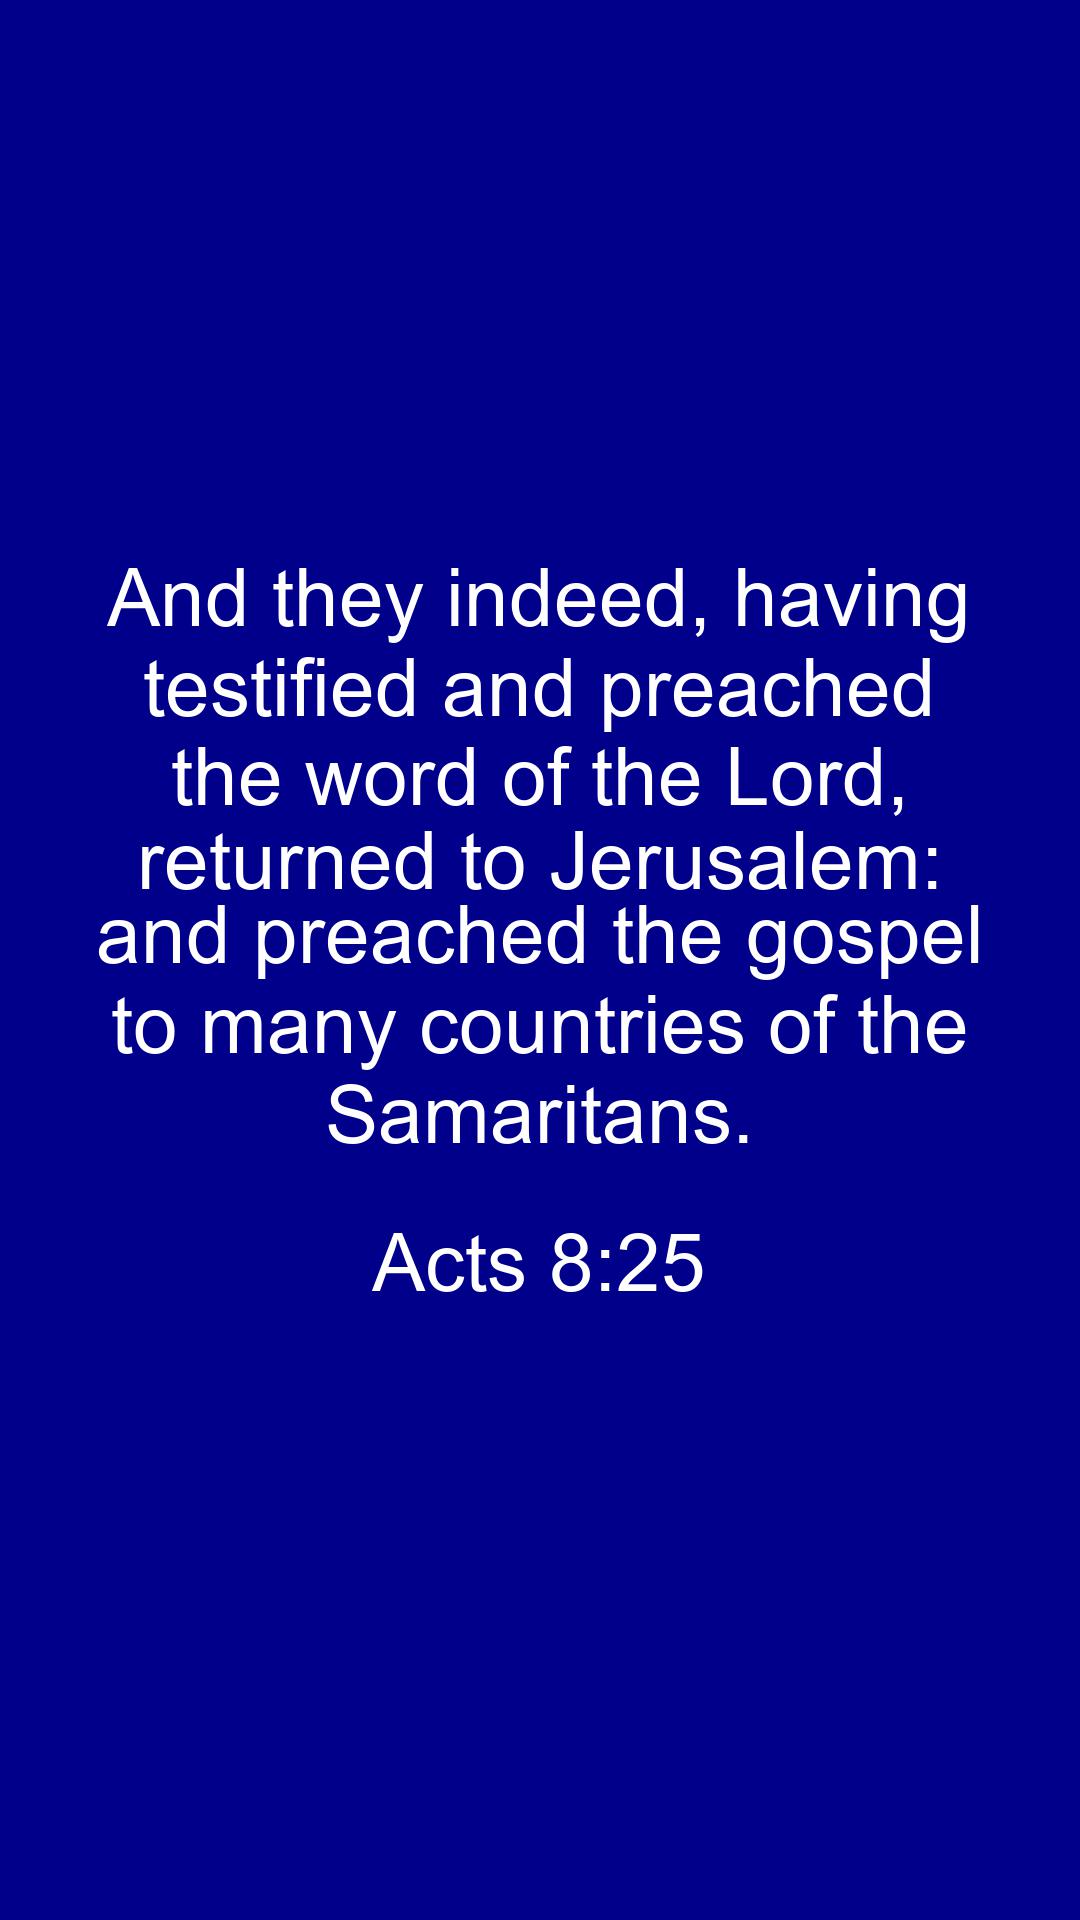 And they indeed, having
testified and preached
the word of the Lord,
returned to Jerusalem:
and preached the gospel
to many countries of the
Samaritans.
Acts 8:25